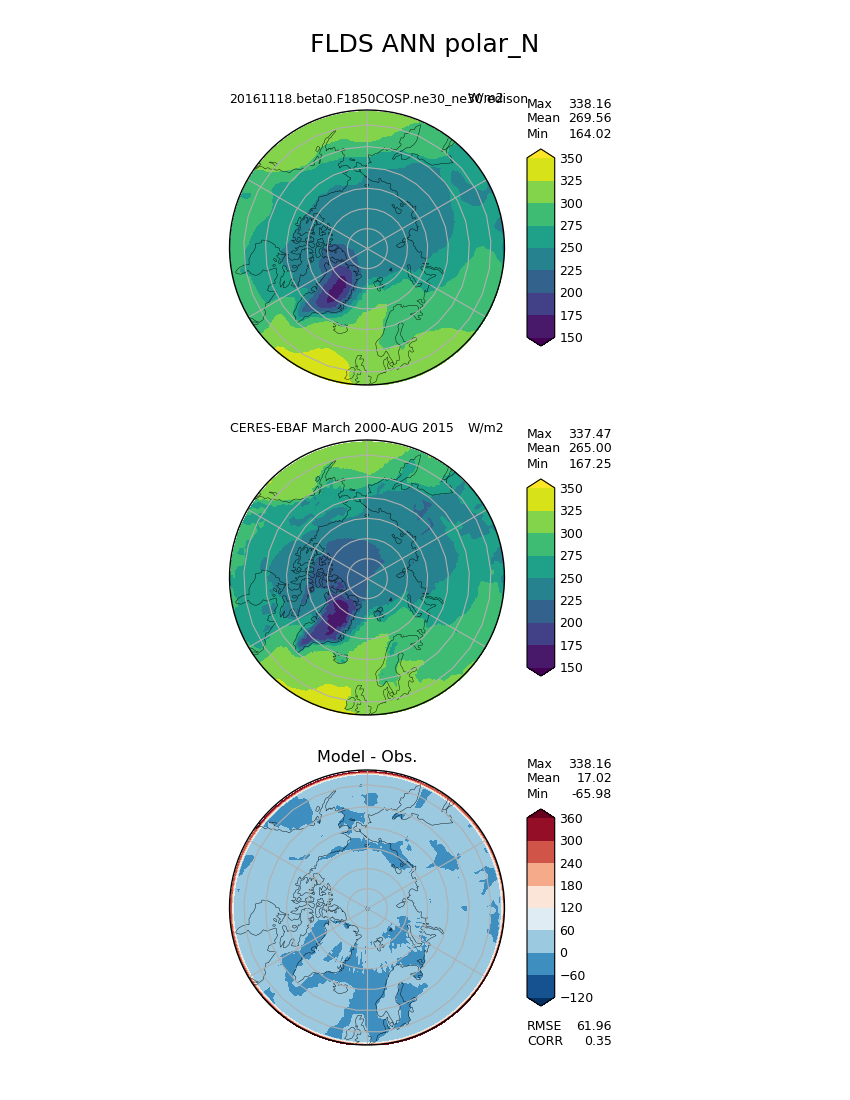 FLDS ANN polar_N
20161118.beta0.F1850COSP.ne30_ne30.edison W/m2
Max 338.16
Mean 269.56
Min 164.02
350
325
300
275
250
225
200
175
150
CERES-EBAF March 2000-AUG 2015 W/m2
Max 337.47
Mean 265.00
Min 167.25
350
325
300
275
250
225
200
175
150
Model - Obs.
Max 338.16
Mean 17.02
Min -65.98
360
300
240
180
120
60
0
−60
−120
RMSE 61.96
CORR 0.35